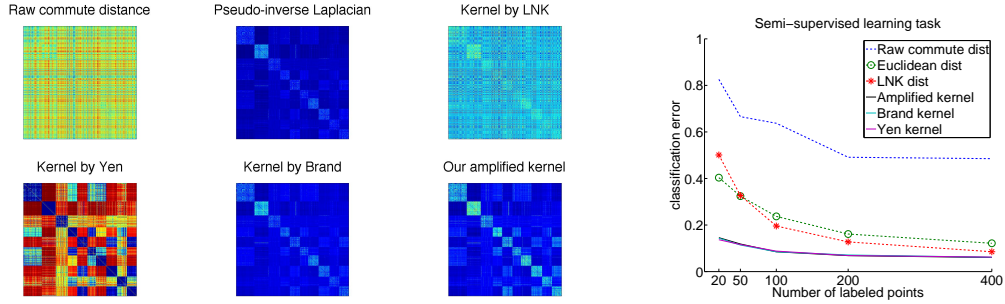 Raw commute distance
Pseudo-inverse Laplacian
Kernel by LNK
Kernel by Yen
Kernel by Brand
Our amplified kernel
Semi−supervised learning task
1
0.8
0.6
0.4
0.2
0
classification error
Raw commute dist
Euclidean dist
LNK dist
Amplified kernel
Brand kernel
Yen kernel
20 50 100 200 400
Number of labeled points